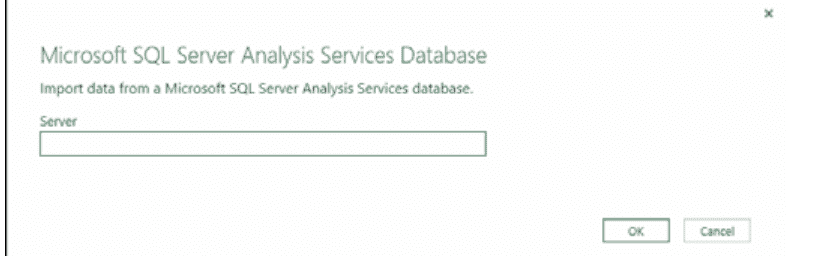 Microsoft SQL Server Analysis Services Database
Import data from a Microsoft SQL Server Analysis Services database.
Server
OK Cancel